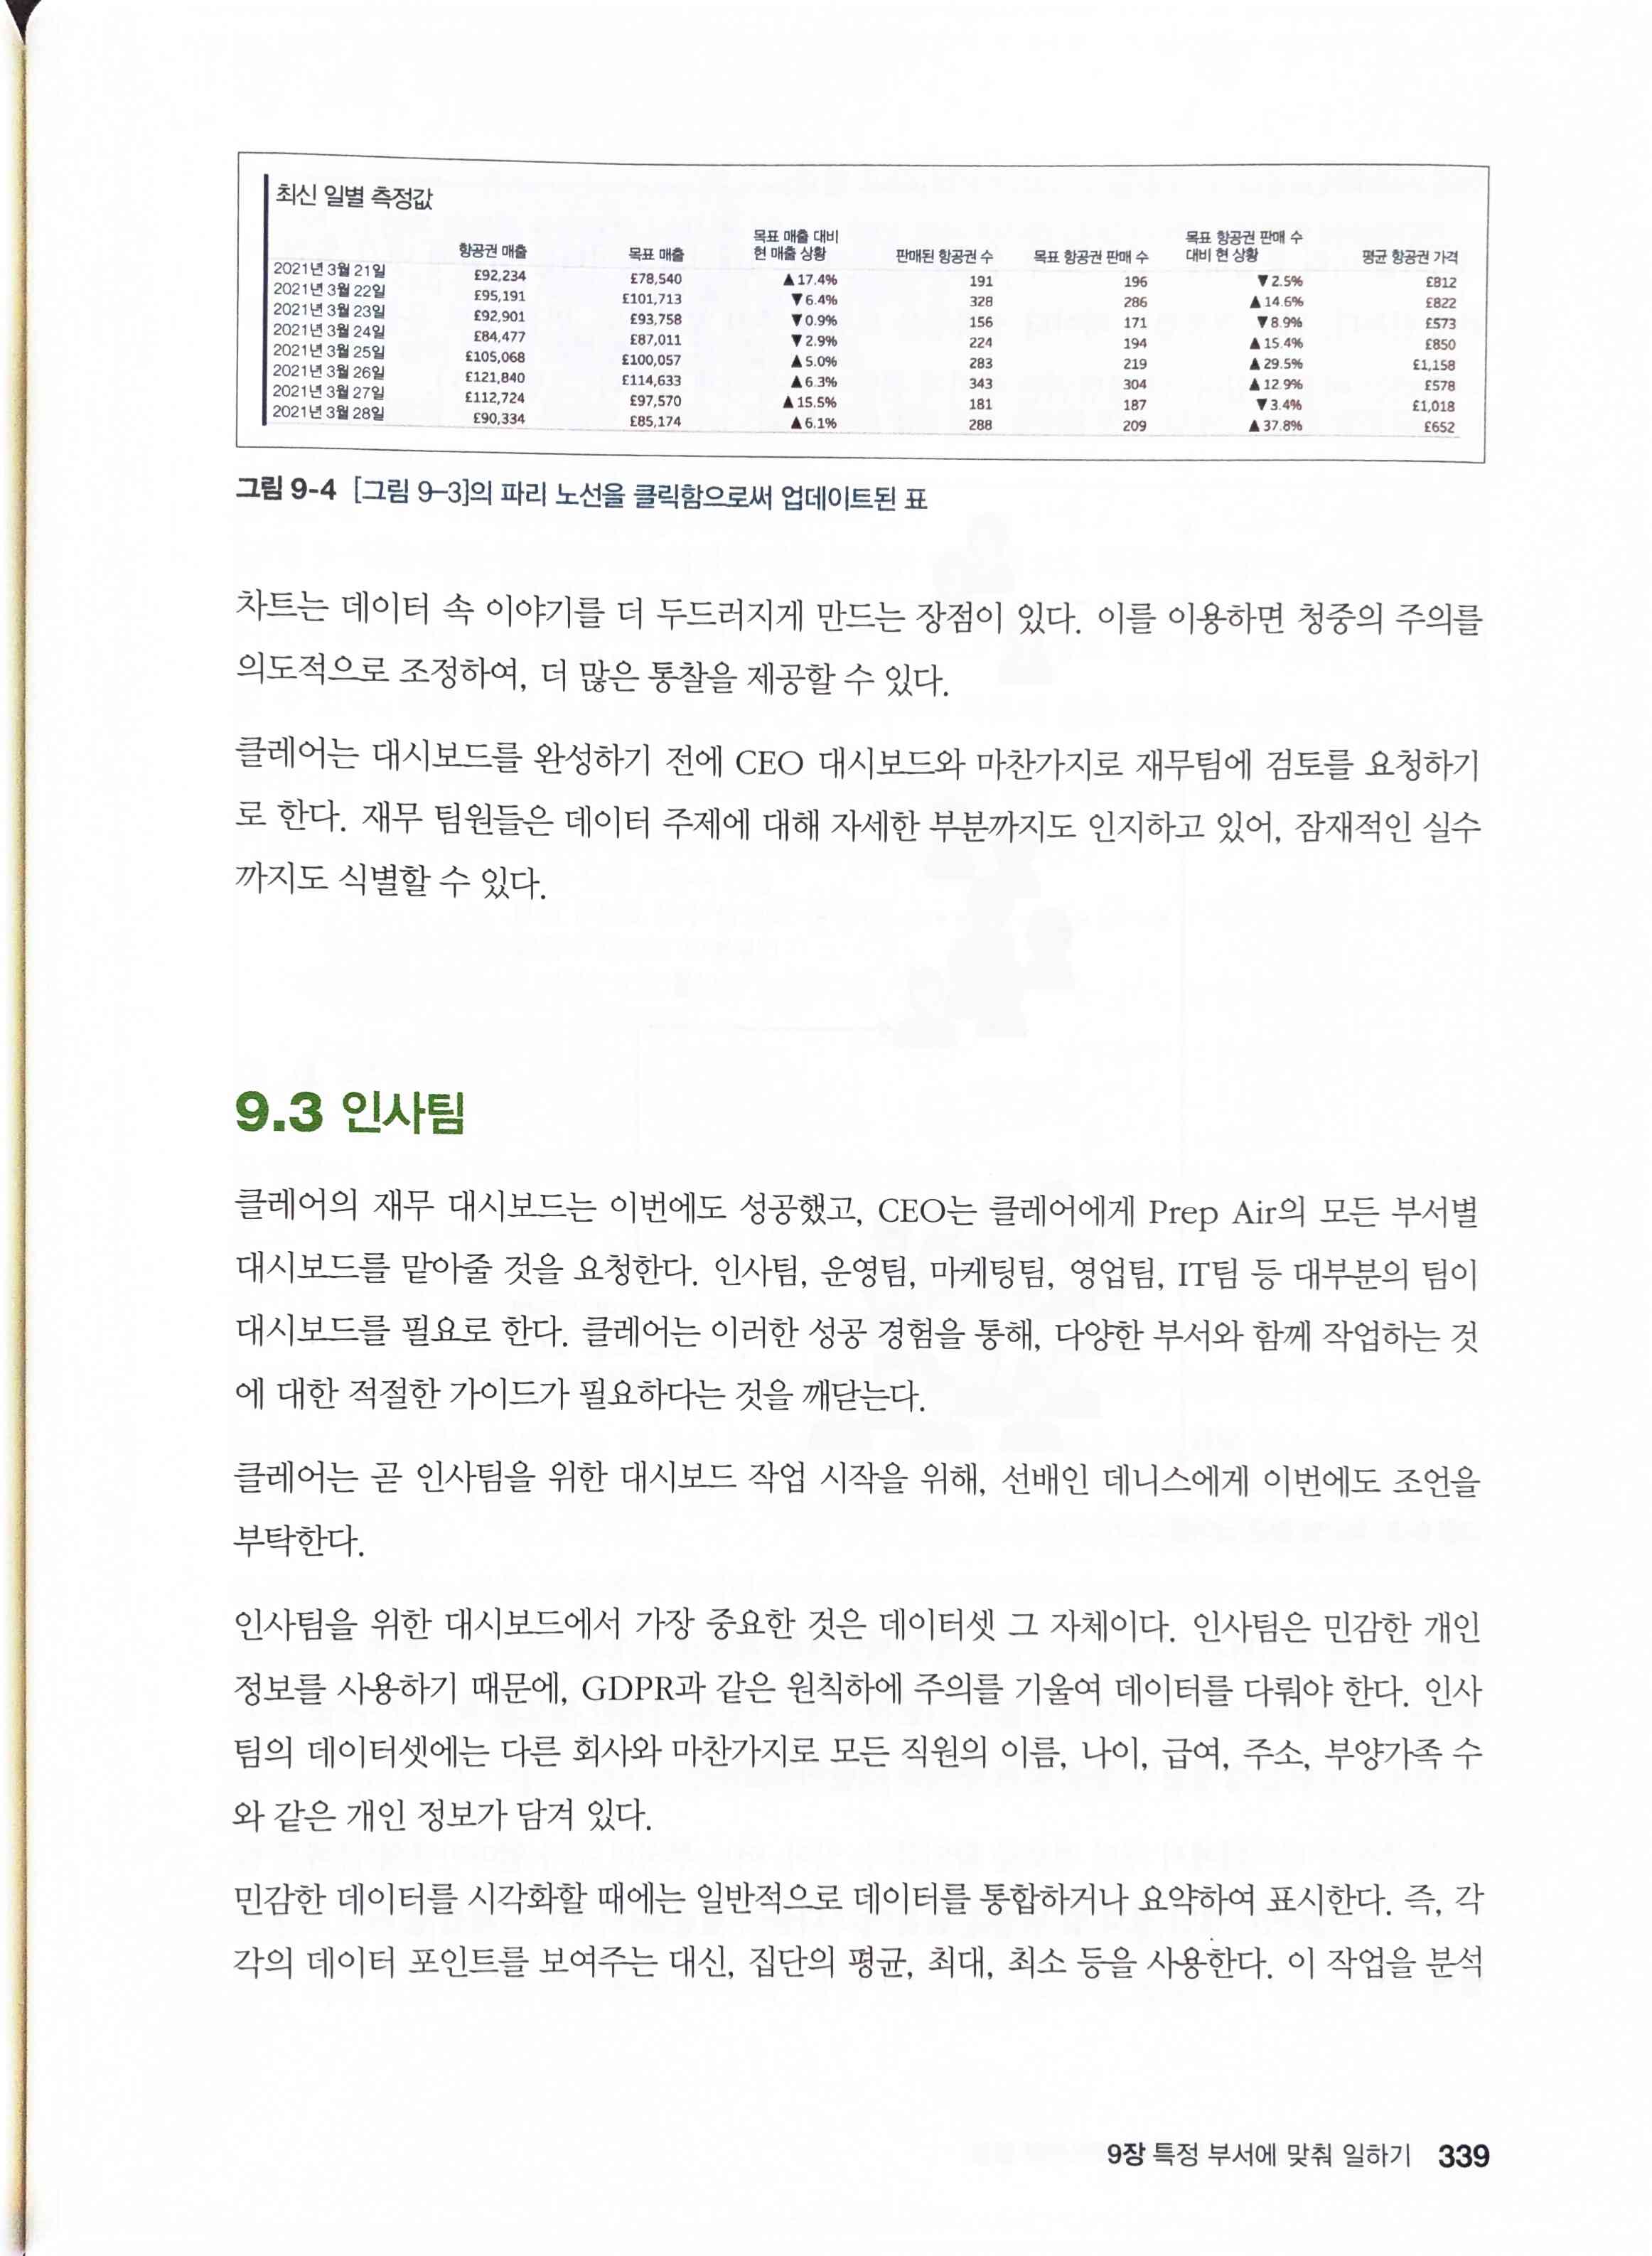 최신 일별 측정값
항공권 매출 목표 매출 목표 매출 대비 현 매출 상황 판매된 항공권 수 목표 항공권 판매 수 목표 항공권 판매 수 대비 현 상황 평균 항공권 가격
2021년 3월 21일 £92,234 £78,540 ▲17.4% 191 196 ▼2.5% £812
2021년 3월 22일 £95,191 £101,713 ▼6.4% 328 286 ▲14.6% £822
2021년 3월 23일 £92,901 £93,758 ▼0.9% 156 171 ▼8.9% £573
2021년 3월 24일 £84,477 £87,011 ▼2.9% 224 194 ▲15.4% £850
2021년 3월 25일 £105,068 £100,057 ▲5.0% 283 219 ▲29.5% £1,158
2021년 3월 26일 £121,840 £114,633 ▲6.3% 343 304 ▲12.9% £578
2021년 3월 27일 £112,724 £97,570 ▲15.5% 181 187 ▼3.4% £1,018
2021년 3월 28일 £90,334 £85,174 ▲6.1% 288 209 ▲37.8% £652
그림 9-4 [그림 9-3]의 파리 노선을 클릭함으로써 업데이트된 표
차트는 데이터 속 이야기를 더 두드러지게 만드는 장점이 있다. 이를 이용하면 청중의 주의를
의도적으로 조정하여, 더 많은 통찰을 제공할 수 있다.
클레어는 대시보드를 완성하기 전에 CEO 대시보드와 마찬가지로 재무팀에 검토를 요청하기
로 한다. 재무 팀원들은 데이터 주제에 대해 자세한 부분까지도 인지하고 있어, 잠재적인 실수
까지도 식별할 수 있다.
9.3 인사팀
클레어의 재무 대시보드는 이번에도 성공했고, CEO는 클레어에게 Prep Air의 모든 부서별
대시보드를 맡아줄 것을 요청한다. 인사팀, 운영팀, 마케팅팀, 영업팀, IT팀 등 대부분의 팀이
대시보드를 필요로 한다. 클레어는 이러한 성공 경험을 통해, 다양한 부서와 함께 작업하는 것
에 대한 적절한 가이드가 필요하다는 것을 깨닫는다.
클레어는 곧 인사팀을 위한 대시보드 작업 시작을 위해, 선배인 데니스에게 이번에도 조언을
부탁한다.
인사팀을 위한 대시보드에서 가장 중요한 것은 데이터셋 그 자체이다. 인사팀은 민감한 개인
정보를 사용하기 때문에, GDPR과 같은 원칙하에 주의를 기울여 데이터를 다뤄야 한다. 인사
팀의 데이터셋에는 다른 회사와 마찬가지로 모든 직원의 이름, 나이, 급여, 주소, 부양가족 수
와 같은 개인 정보가 담겨 있다.
민감한 데이터를 시각화할 때에는 일반적으로 데이터를 통합하거나 요약하여 표시한다. 즉, 각
각의 데이터 포인트를 보여주는 대신, 집단의 평균, 최대, 최소 등을 사용한다. 이 작업을 분석
9장 특정 부서에 맞춰 일하기 339